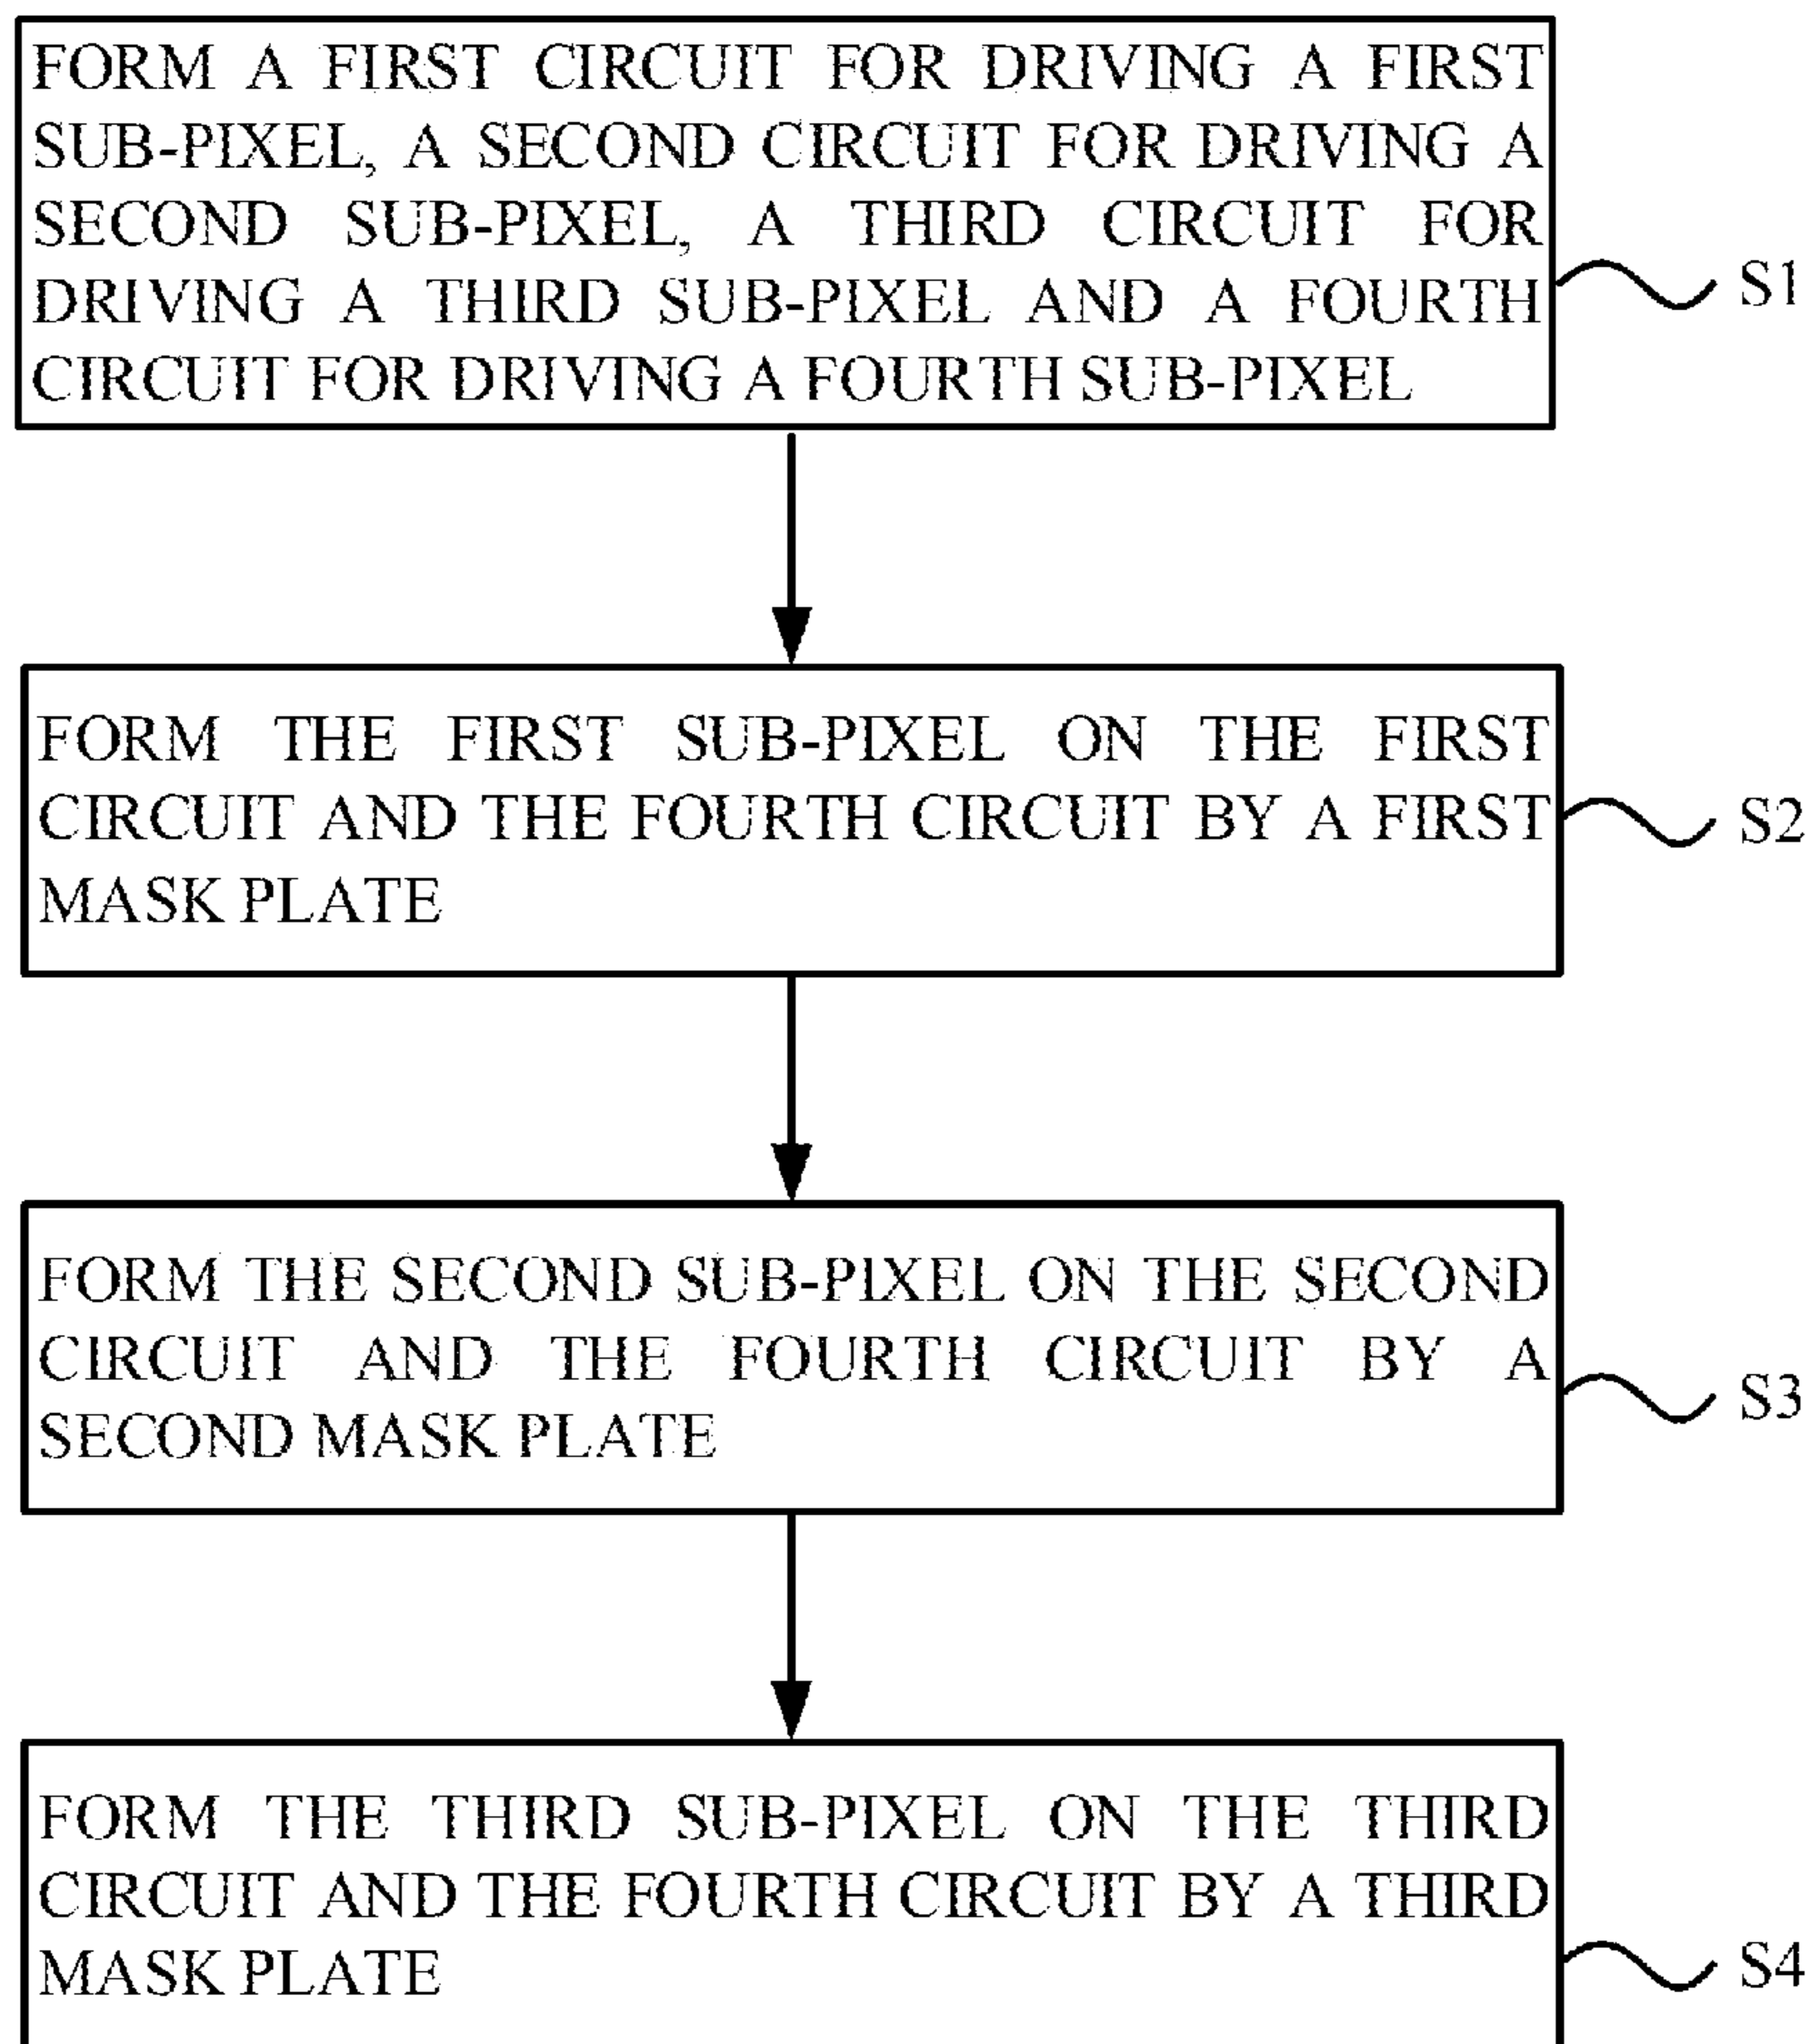 FORM A FIRST CIRCUIT FOR DRIVING A FIRST
SUB-PIXEL, A SECOND CIRCUIT FOR DRIVING A
SECOND SUB-PIXEL, A THIRD CIRCUIT FOR
DRIVING A THIRD SUB-PIXEL AND A FOURTH
CIRCUIT FOR DRIVING A FOURTH SUB-PIXEL
S1
FORM THE FIRST SUB-PIXEL ON THE FIRST
CIRCUIT AND THE FOURTH CIRCUIT BY A FIRST
MASK PLATE
S2
FORM THE SECOND SUB-PIXEL ON THE SECOND
CIRCUIT AND THE FOURTH CIRCUIT BY A
SECOND MASK PLATE
S3
FORM THE THIRD SUB-PIXEL ON THE THIRD
CIRCUIT AND THE FOURTH CIRCUIT BY A THIRD
MASK PLATE
S4